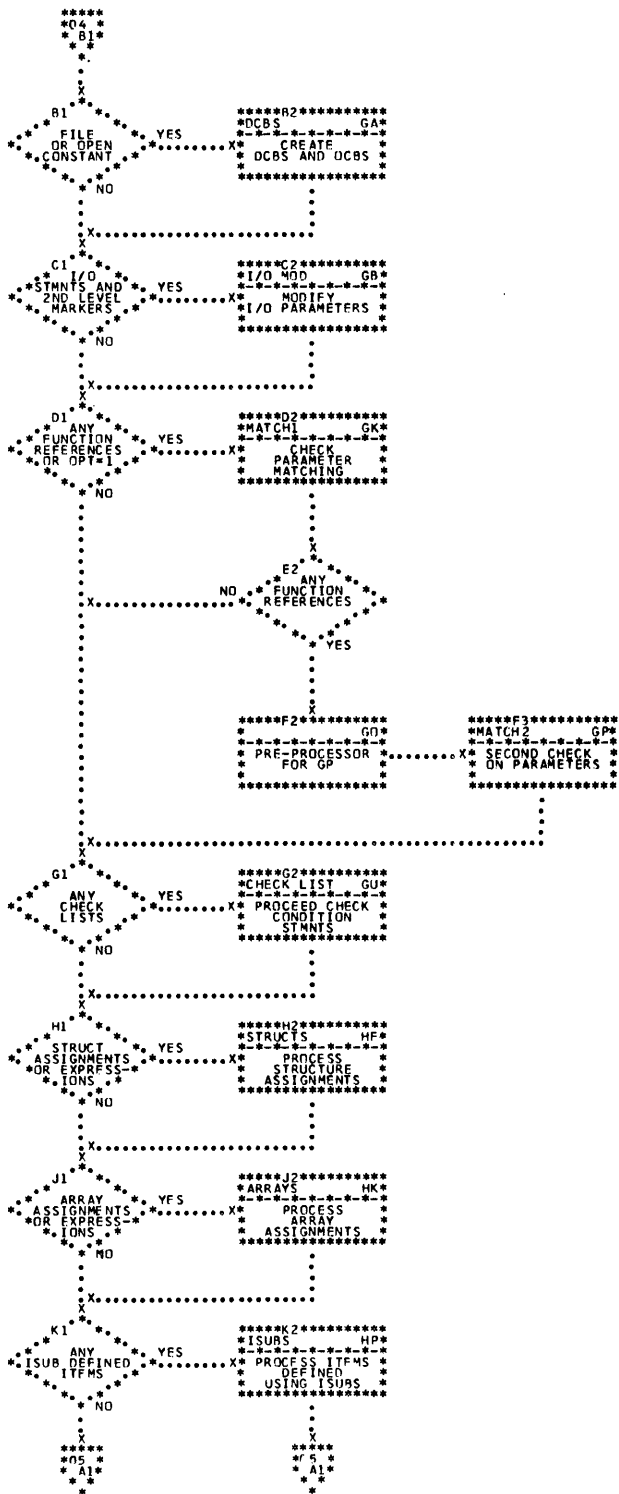 04
B1
B1
FILE
OR OPEN
CONSTANT
YES
NO
B2
DCBS GA
CREATE
DCBS AND OCBS
C1
I/O
STMNTS AND
2ND LEVEL
MARKERS
YES
NO
C2
I/O MOD GB
MODIFY
I/O PARAMETERS
D1
ANY
FUNCTION
REFERENCES
OR OPT=1
YES
NO
D2
MATCH1 GK
CHECK
PARAMETER
MATCHING
E2
ANY
FUNCTION
REFERENCES
NO
YES
F2
GO
PRE-PROCESSOR
FOR GP
F3
MATCH2 GP
SECOND CHECK
ON PARAMETERS
G1
ANY
CHECK
LISTS
YES
NO
G2
CHECK LIST GU
PROCEED CHECK
CONDITION
STMNTS
H1
STRUCT
ASSIGNMENTS
OR EXPRESS-
IONS
YES
NO
H2
STRUCTS HF
PROCESS
STRUCTURE
ASSIGNMENTS
J1
ARRAY
ASSIGNMENTS
OR EXPRESS-
IONS
YES
NO
J2
ARRAYS HK
PROCESS
ARRAY
ASSIGNMENTS
K1
ANY
ISUB DEFINED
ITEMS
YES
NO
K2
ISUBS HP
PROCESS ITEMS
DEFINED
USING ISUBS
05
A1
05
A1